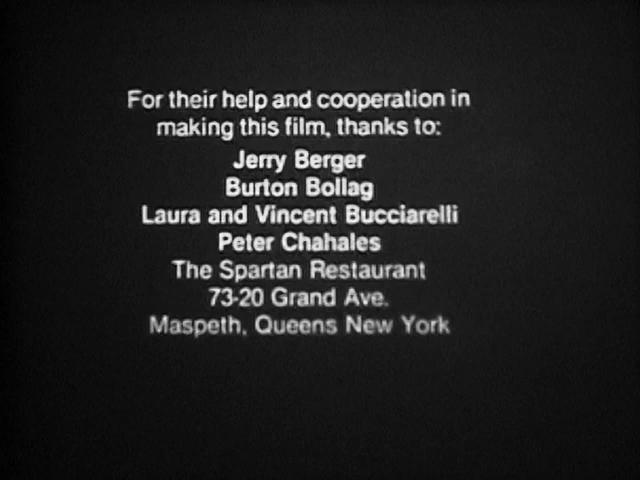 For their help and cooperation in
making this film, thanks to:
Jerry Berger
Burton Bollag
Laura and Vincent Bucciarelli
Peter Chahales
The Spartan Restaurant
73-20 Grand Ave.
Maspeth, Queens New York